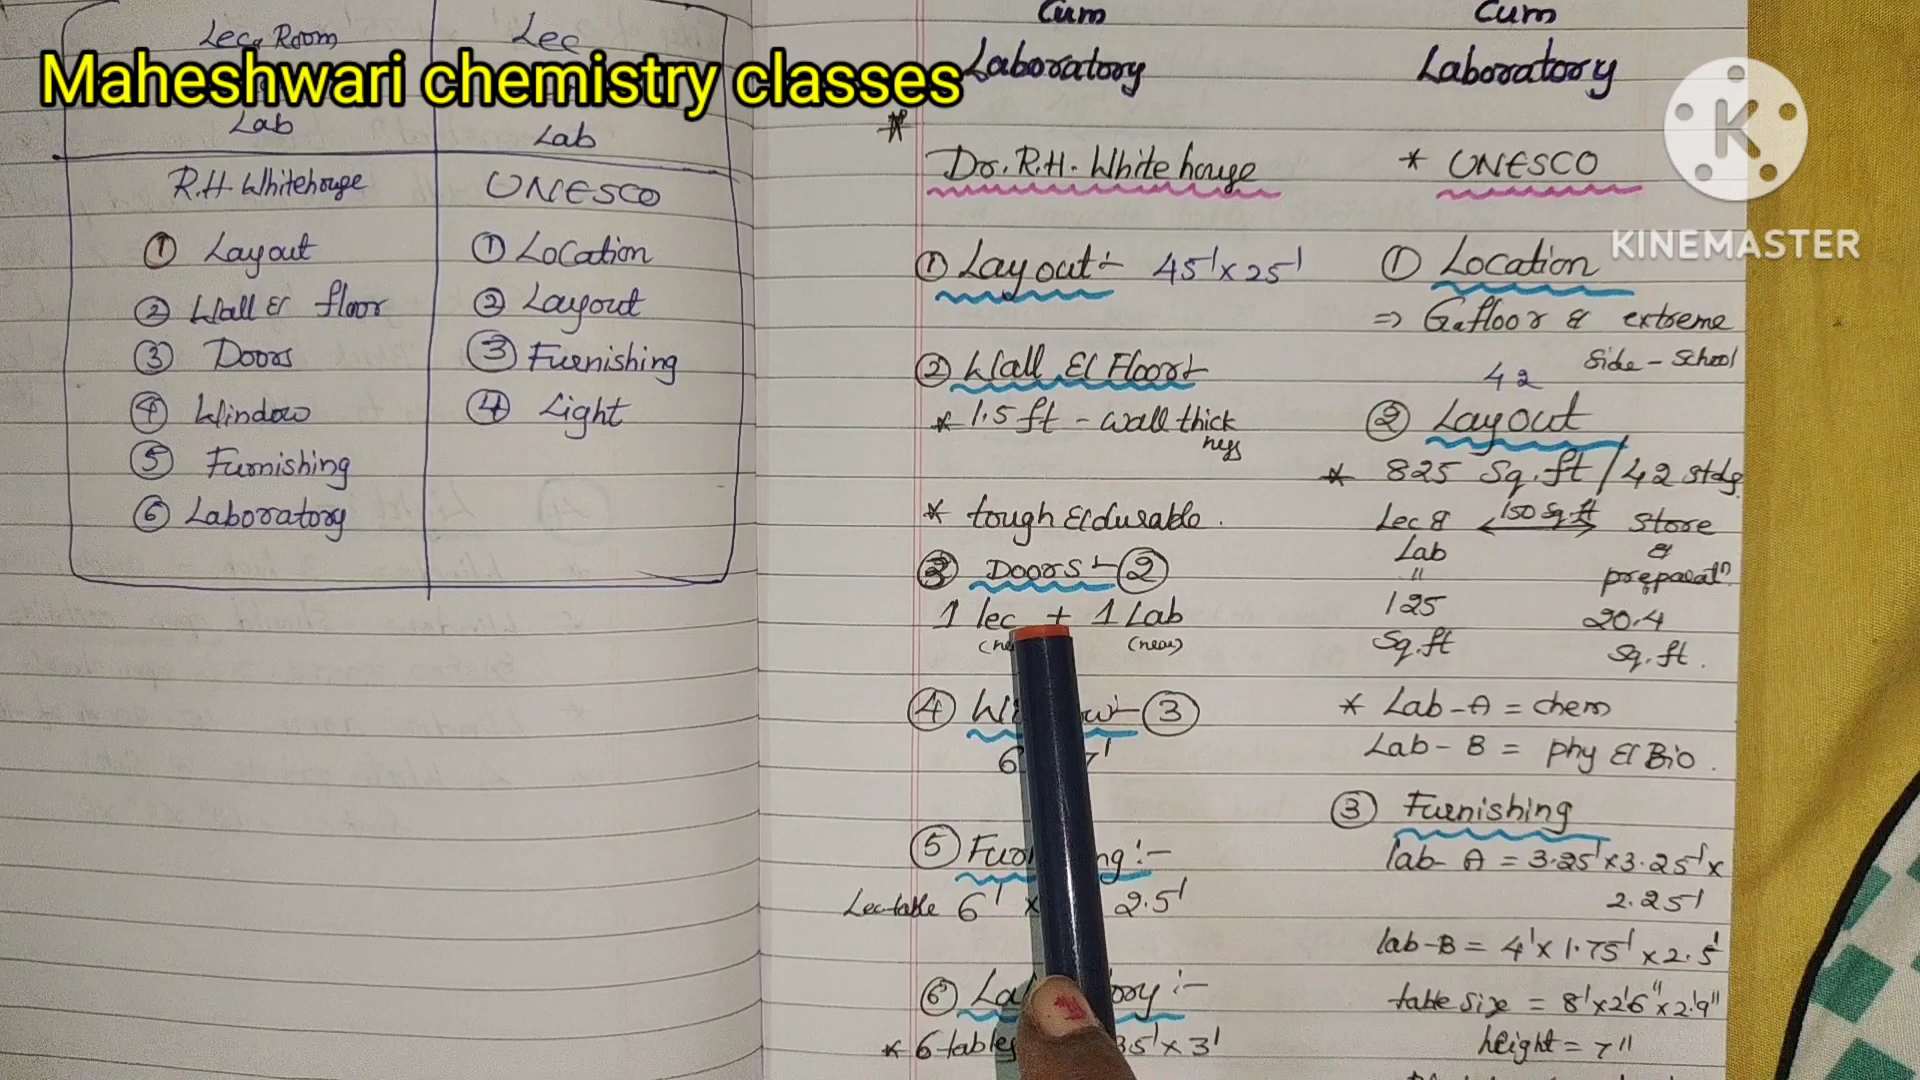 Maheshwari chemistry classes
KINEMASTER
Lec. Room
Lab
R.H. Whitehouse
① Layout
② Wall & floor
③ Doors
④ Window
⑤ Furnishing
⑥ Laboratory
Lec
Lab
UNESCO
① Location
② Layout
③ Furnishing
④ Light
Cum
Laboratory
* Dr. R.H. Whitehouse
① Layout :- 45' x 25'
② Wall & Floor :-
* 1.5 ft - wall thick
ness
* tough & durable.
③ Doors :- ②
1 lec + 1 Lab
(near)
④ :- ③
⑤ :-
Lec-table 6' x 2.5'
⑥ :-
* 6 tables x 3'
Cum
Laboratory
* UNESCO
① Location
=> G. floor & extreme
Side - School
42
② Layout
* 825 Sq. ft / 42 stds
Lec & 150 Sq. ft Store
Lab &
" preparatn
125 20.4
Sq. ft Sq. ft.
* Lab - A = chem
Lab - B = phy & Bio.
③ Furnishing
lab - A = 3.25' x 3.25' x
2.25'
lab - B = 4' x 1.75' x 2.5'
table size = 8' x 2'6" x 2'9"
height = 7"